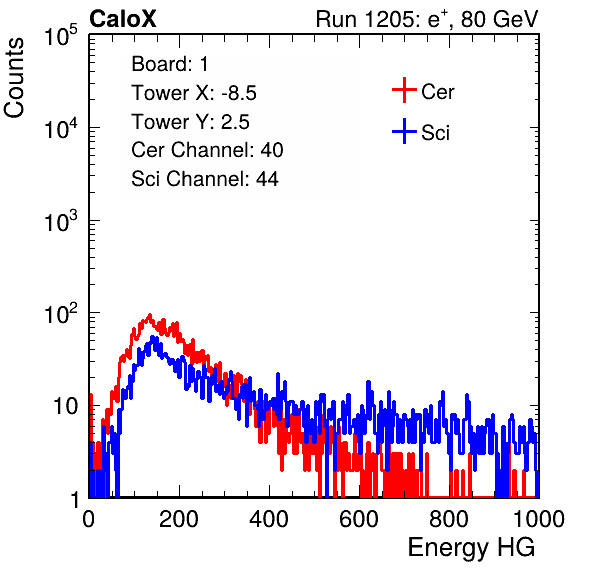 CaloX Run 1205: e⁺, 80 GeV
Board: 1
Tower X: -8.5
Tower Y: 2.5
Cer Channel: 40
Sci Channel: 44
Cer
Sci
Counts
10⁵
10⁴
10³
10²
10
1
0 200 400 600 800 1000
Energy HG